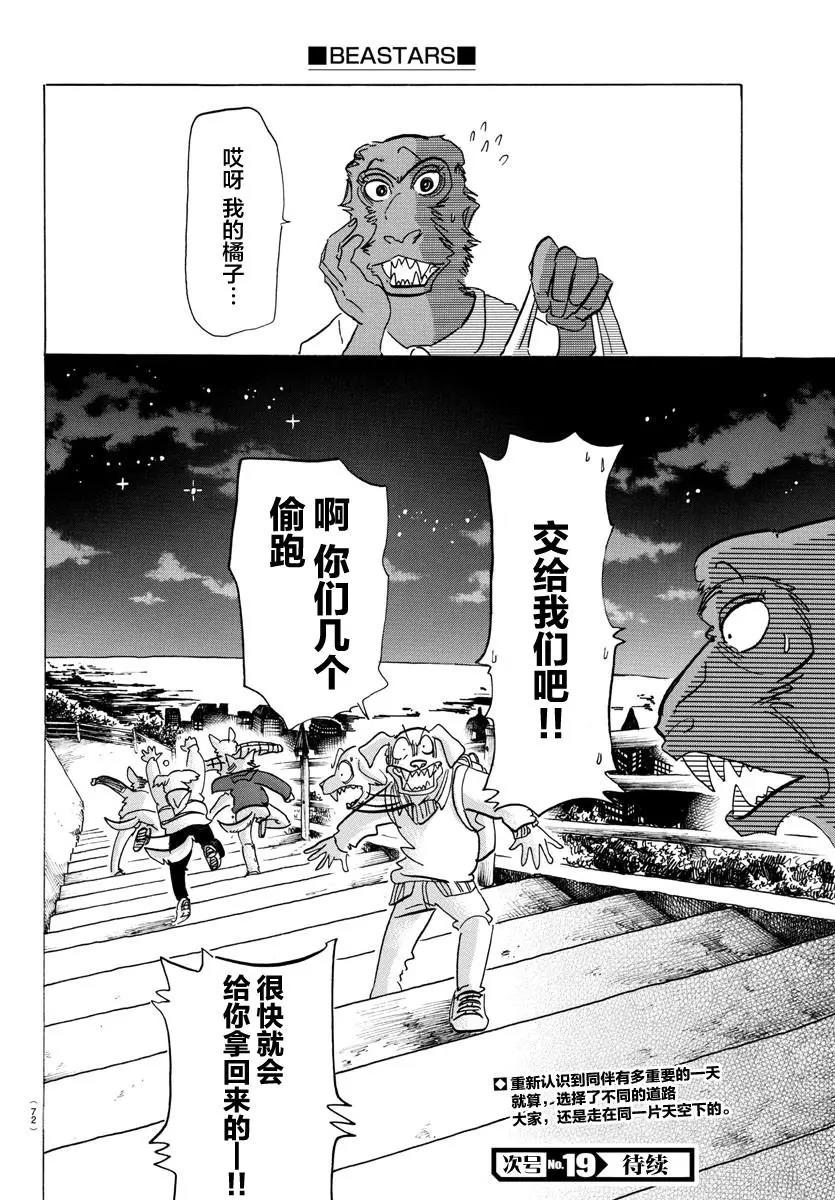 ■BEASTARS■
哎呀 我的橘子…
交给我们吧!!
啊 你们几个
偷跑
很快就会
给你拿回来的ー!!
重新认识到同伴有多重要的一天
就算，选择了不同的道路
大家，还是走在同一片天空下的。
次号No.19 待续
(72)